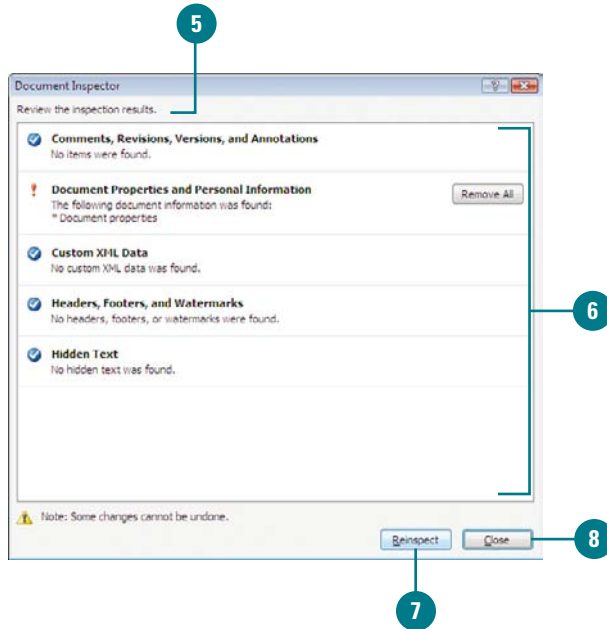 5
Document Inspector
Review the inspection results.
Comments, Revisions, Versions, and Annotations
No items were found.
! Document Properties and Personal Information
Remove All
The following document information was found:
* Document properties
Custom XML Data
No custom XML data was found.
Headers, Footers, and Watermarks
No headers, footers, or watermarks were found.
6
Hidden Text
No hidden text was found.
Note: Some changes cannot be undone.
Reinspect
Close
8
7